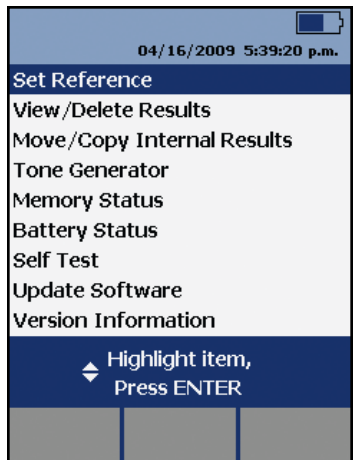 04/16/2009 5:39:20 p.m.
Set Reference
View/Delete Results
Move/Copy Internal Results
Tone Generator
Memory Status
Battery Status
Self Test
Update Software
Version Information
Highlight item,
Press ENTER